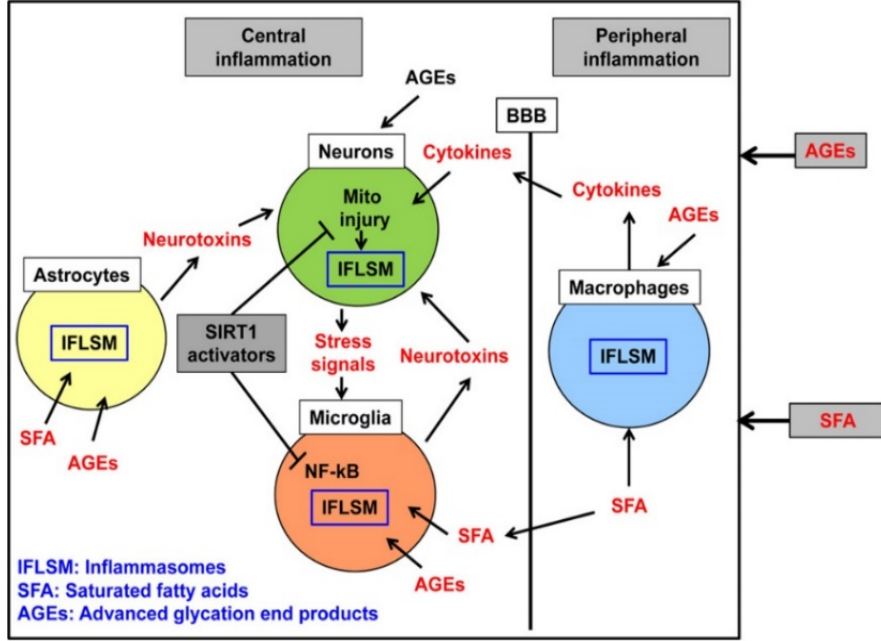 Central
inflammation
Peripheral
inflammation
AGEs
BBB
AGEs
Neurons
Cytokines
Mito
injury
IFLSM
Cytokines
AGEs
Neurotoxins
Astrocytes
IFLSM
Macrophages
IFLSM
SIRT1
activators
Stress
signals
Neurotoxins
SFA
AGEs
Microglia
NF-kB
IFLSM
SFA
AGEs
SFA
SFA
IFLSM: Inflammasomes
SFA: Saturated fatty acids
AGEs: Advanced glycation end products